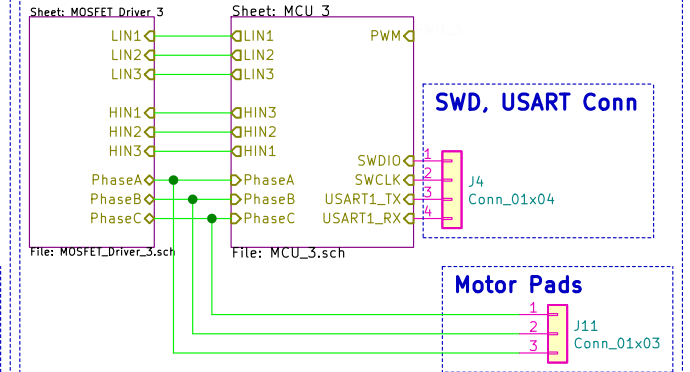 Sheet: MOSFET Driver 3
Sheet: MCU 3
LIN1
LIN2
LIN3
HIN1
HIN2
HIN3
PhaseA
PhaseB
PhaseC
File: MOSFET_Driver_3.sch
LIN1
LIN2
LIN3
HIN3
HIN2
HIN1
PhaseA
PhaseB
PhaseC
PWM
SWDIO
SWCLK
USART1_TX
USART1_RX
File: MCU_3.sch
SWD, USART Conn
1
2
3
4
J4
Conn_01x04
Motor Pads
1
2
3
J11
Conn_01x03